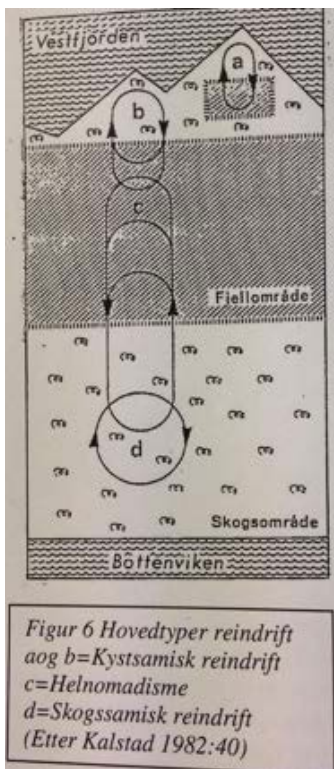 Vestfjorden
a
b
c
Fjellområde
d
Skogsområde
Bottenviken
Figur 6 Hovedtyper reindrift
aog b=Kystsamisk reindrift
c=Helnomadisme
d=Skogssamisk reindrift
(Etter Kalstad 1982:40)